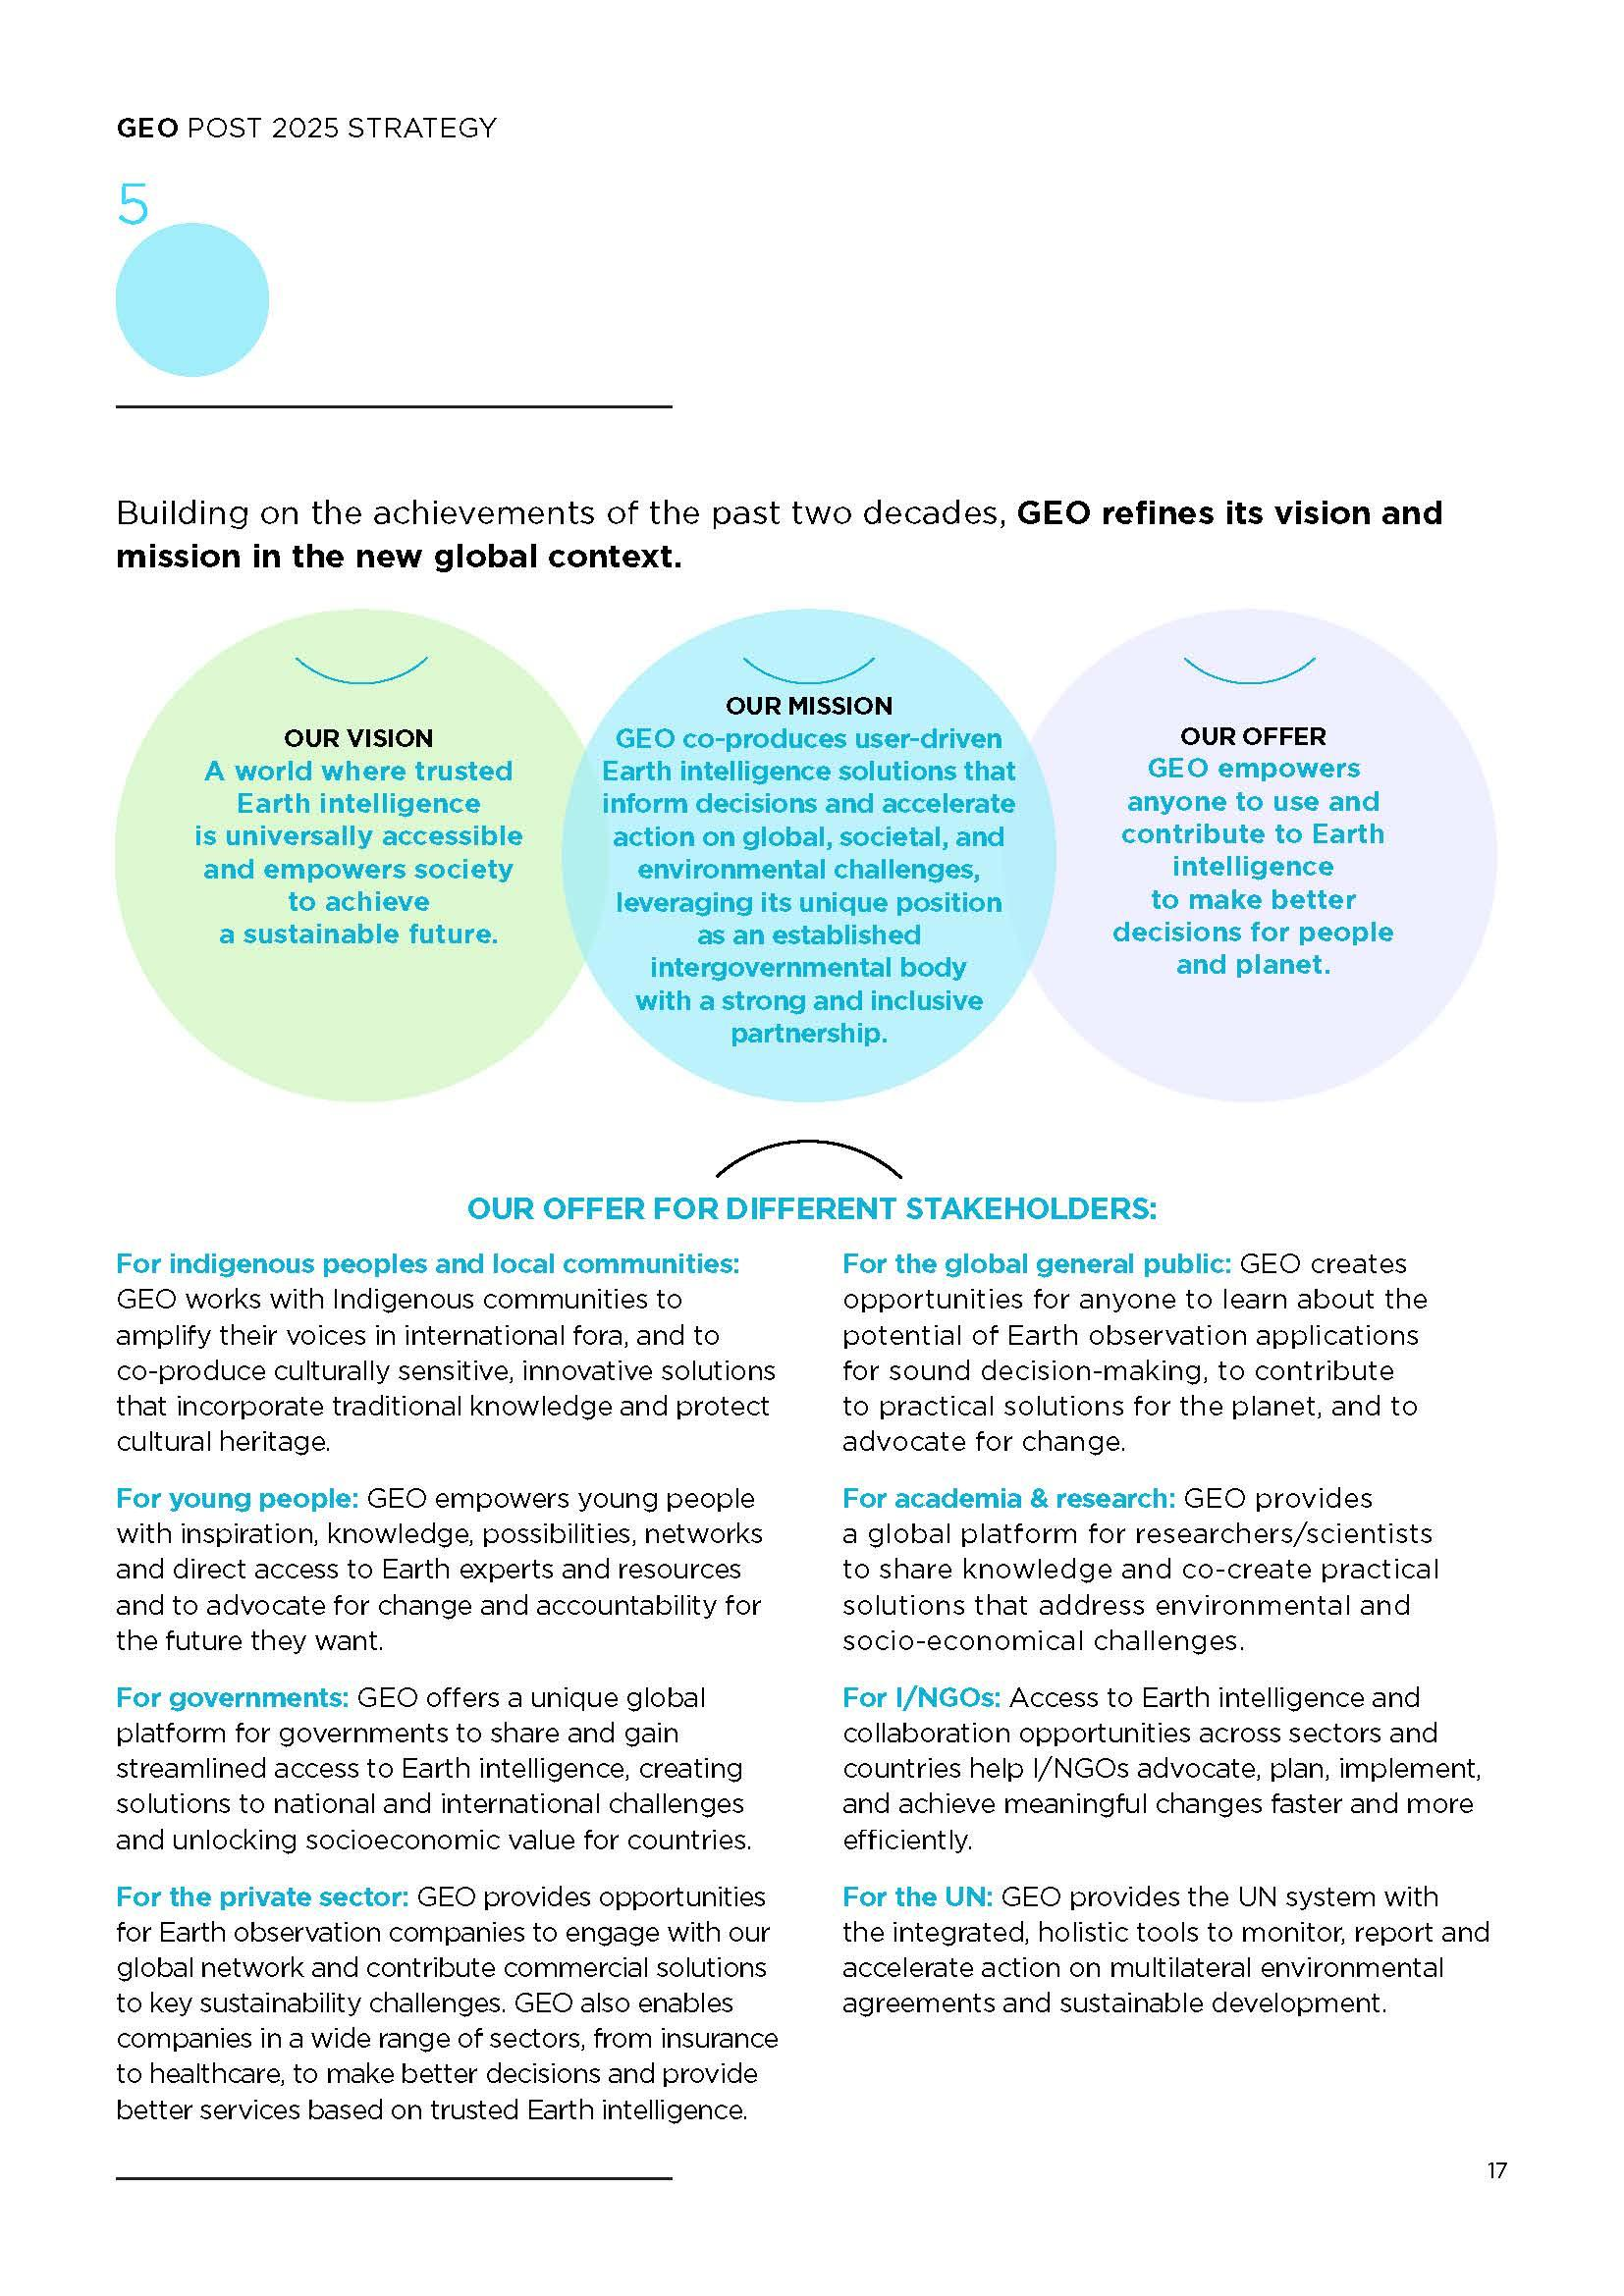 GEO POST 2025 STRATEGY
5
Building on the achievements of the past two decades, GEO refines its vision and
mission in the new global context.
OUR VISION
A world where trusted
Earth intelligence
is universally accessible
and empowers society
to achieve
a sustainable future.
OUR MISSION
GEO co-produces user-driven
Earth intelligence solutions that
inform decisions and accelerate
action on global, societal, and
environmental challenges,
leveraging its unique position
as an established
intergovernmental body
with a strong and inclusive
partnership.
OUR OFFER
GEO empowers
anyone to use and
contribute to Earth
intelligence
to make better
decisions for people
and planet.
OUR OFFER FOR DIFFERENT STAKEHOLDERS:
For indigenous peoples and local communities:
GEO works with Indigenous communities to
amplify their voices in international fora, and to
co-produce culturally sensitive, innovative solutions
that incorporate traditional knowledge and protect
cultural heritage.
For young people: GEO empowers young people
with inspiration, knowledge, possibilities, networks
and direct access to Earth experts and resources
and to advocate for change and accountability for
the future they want.
For governments: GEO offers a unique global
platform for governments to share and gain
streamlined access to Earth intelligence, creating
solutions to national and international challenges
and unlocking socioeconomic value for countries.
For the private sector: GEO provides opportunities
for Earth observation companies to engage with our
global network and contribute commercial solutions
to key sustainability challenges. GEO also enables
companies in a wide range of sectors, from insurance
to healthcare, to make better decisions and provide
better services based on trusted Earth intelligence.
For the global general public: GEO creates
opportunities for anyone to learn about the
potential of Earth observation applications
for sound decision-making, to contribute
to practical solutions for the planet, and to
advocate for change.
For academia & research: GEO provides
a global platform for researchers/scientists
to share knowledge and co-create practical
solutions that address environmental and
socio-economical challenges.
For I/NGOs: Access to Earth intelligence and
collaboration opportunities across sectors and
countries help I/NGOs advocate, plan, implement,
and achieve meaningful changes faster and more
efficiently.
For the UN: GEO provides the UN system with
the integrated, holistic tools to monitor, report and
accelerate action on multilateral environmental
agreements and sustainable development.
17